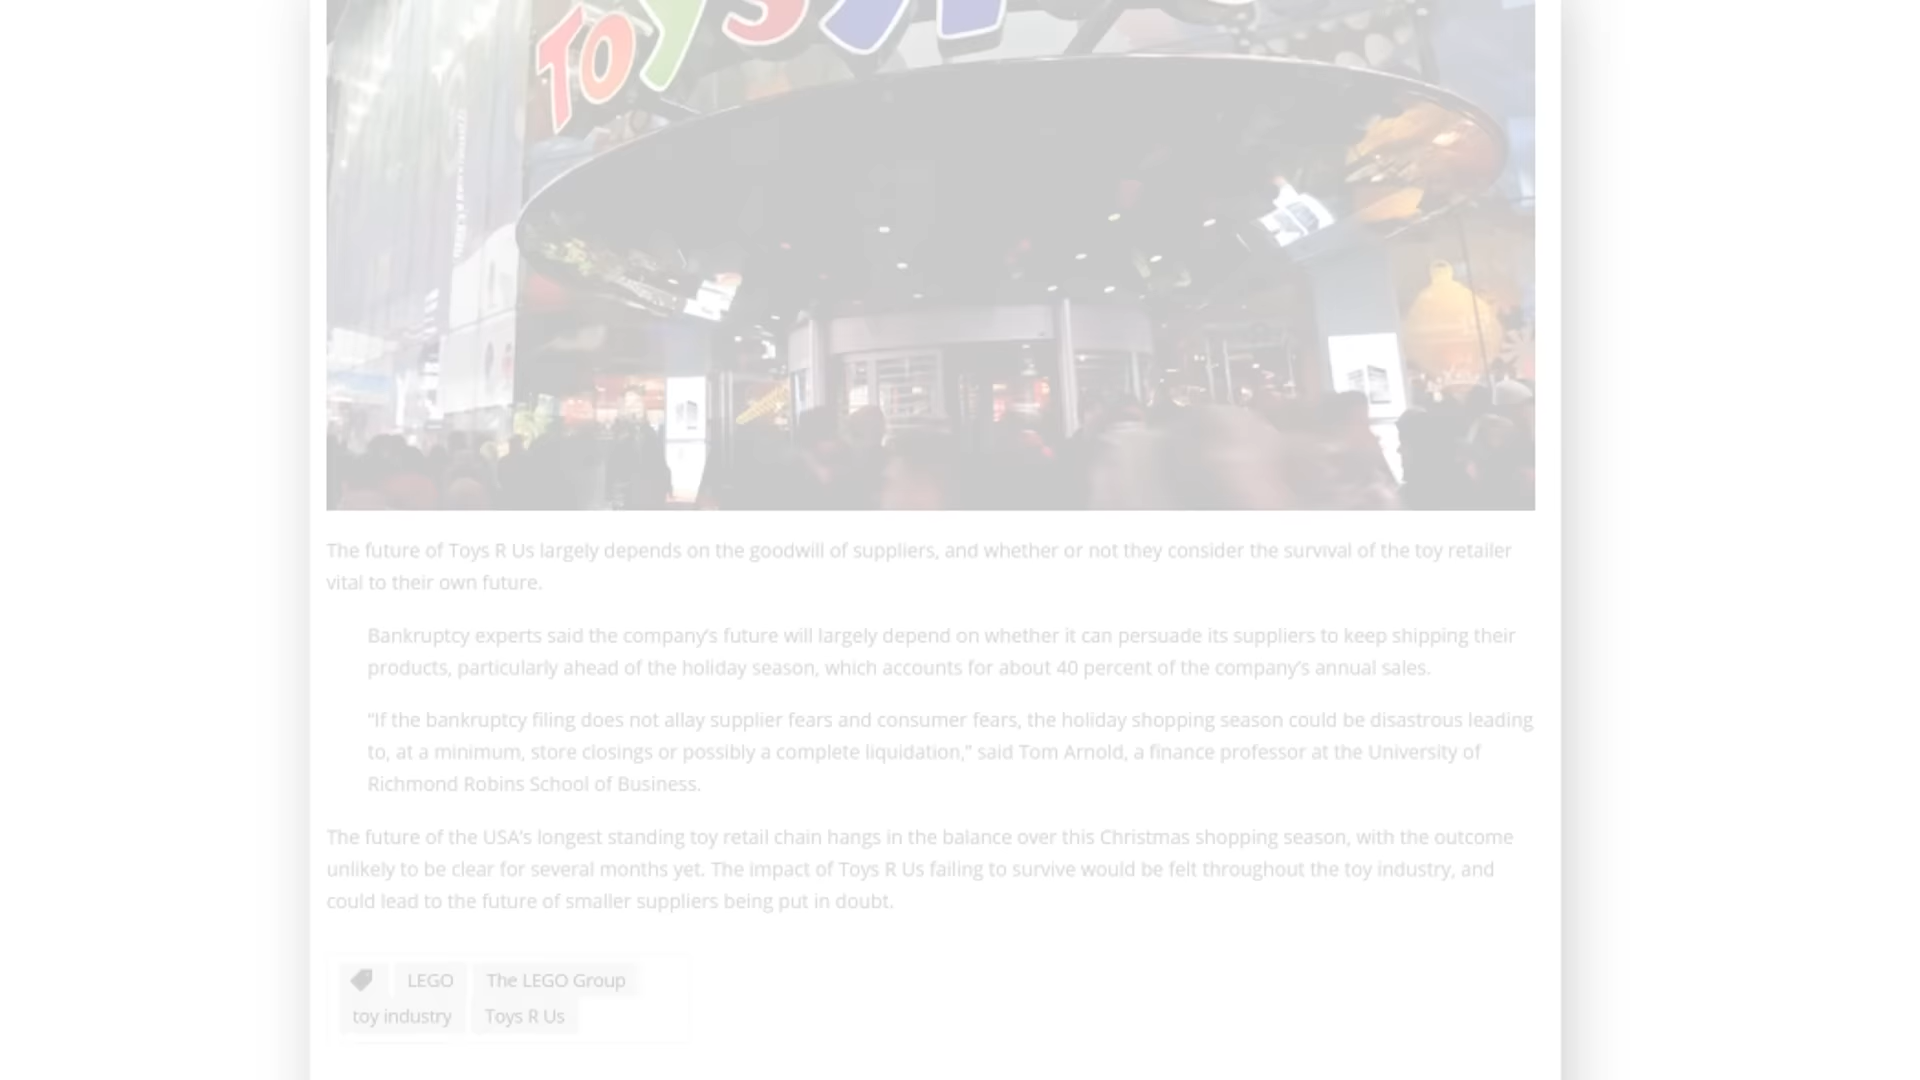 TOYS R
The future of Toys R Us largely depends on the goodwill of suppliers, and whether or not they consider the survival of the toy retailer
vital to their own future.
Bankruptcy experts said the company’s future will largely depend on whether it can persuade its suppliers to keep shipping their
products, particularly ahead of the holiday season, which accounts for about 40 percent of the company’s annual sales.
“If the bankruptcy filing does not allay supplier fears and consumer fears, the holiday shopping season could be disastrous leading
to, at a minimum, store closings or possibly a complete liquidation,” said Tom Arnold, a finance professor at the University of
Richmond Robins School of Business.
The future of the USA’s longest standing toy retail chain hangs in the balance over this Christmas shopping season, with the outcome
unlikely to be clear for several months yet. The impact of Toys R Us failing to survive would be felt throughout the toy industry, and
could lead to the future of smaller suppliers being put in doubt.
LEGO The LEGO Group
toy industry Toys R Us